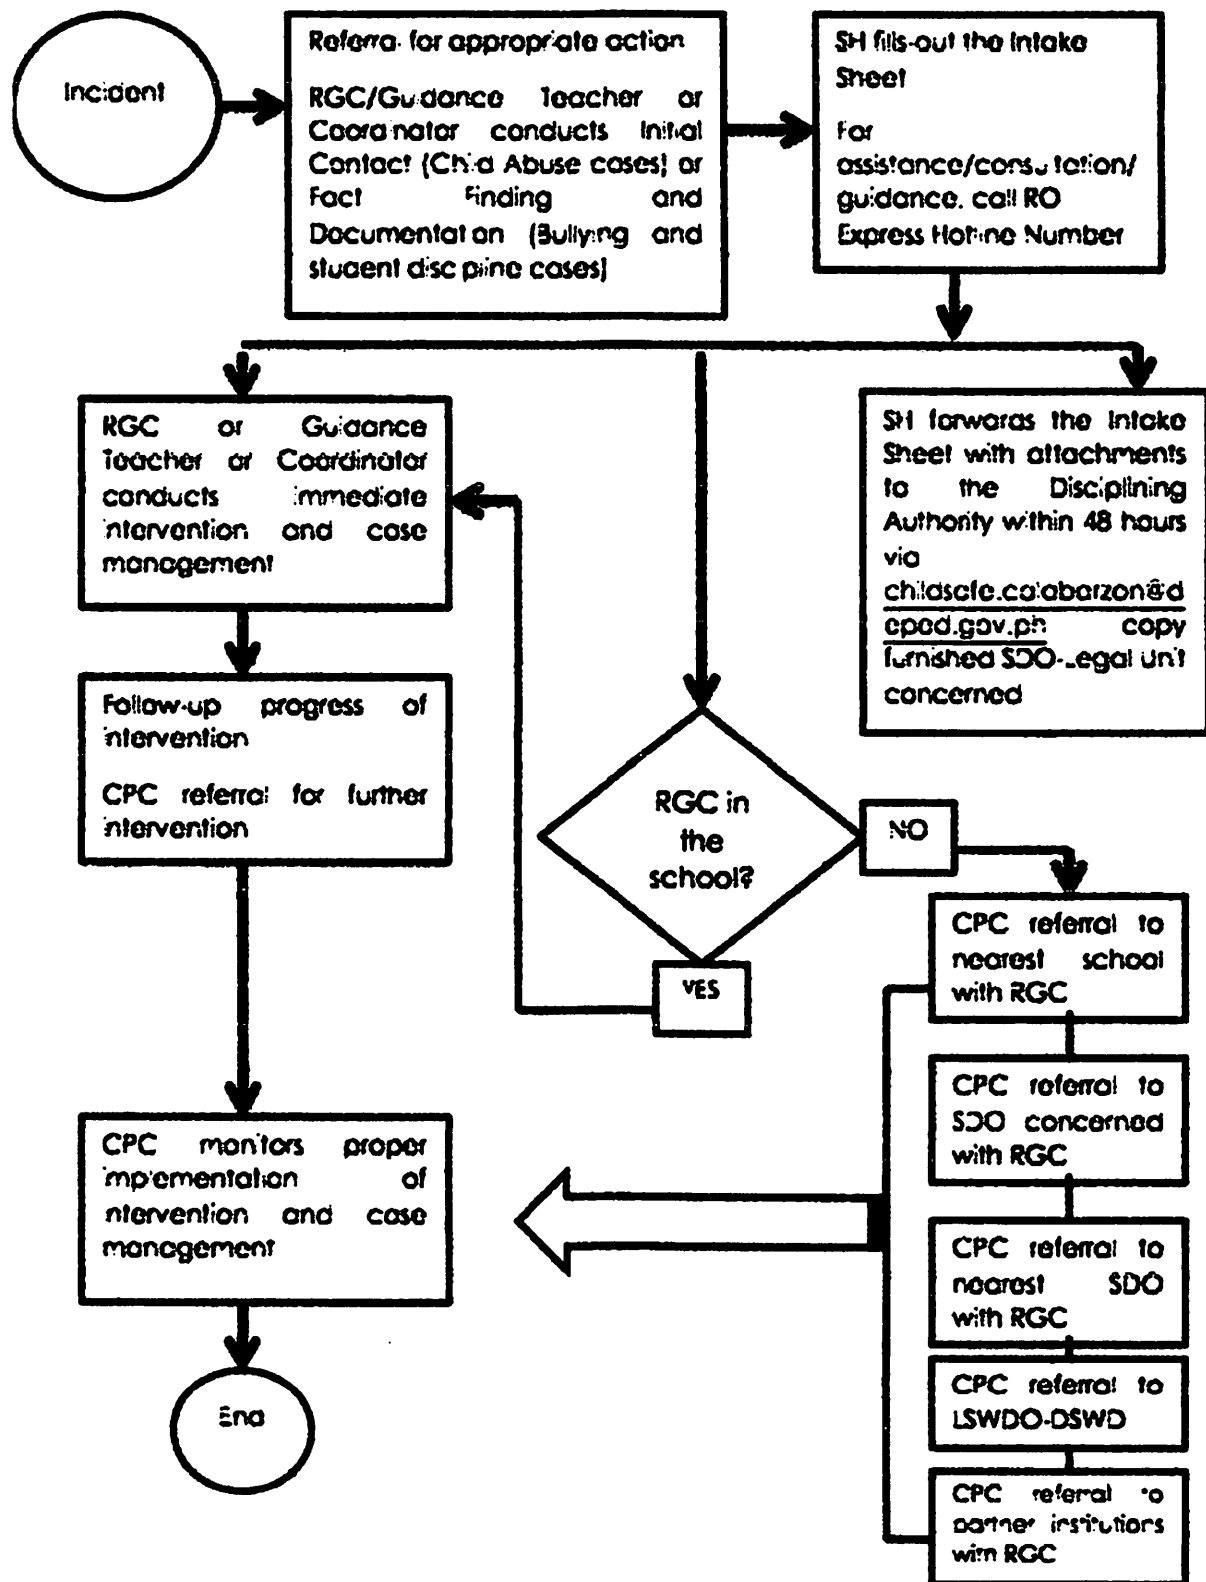 Incident
Referral for appropriate action
RGC/Guidance Teacher or
Coordinator conducts Initial
Contact (Child Abuse cases) or
Fact Finding and
Documentation (Bullying and
student discipline cases)
SH fills-out the Intake
Sheet
For
assistance/consultation/
guidance, call RO
Express Hotline Number
RGC or Guidance
Teacher or Coordinator
conducts immediate
intervention and case
management
SH forwards the Intake
Sheet with attachments
to the Disciplining
Authority within 48 hours
via
childsafe.calabarzon@d
eped.gov.ph copy
furnished SDO-Legal Unit
concerned
Follow-up progress of
intervention
CPC referral for further
intervention
RGC in
the
school?
NO
YES
CPC referral to
nearest school
with RGC
CPC referral to
SDO concerned
with RGC
CPC monitors proper
implementation of
intervention and case
management
CPC referral to
nearest SDO
with RGC
CPC referral to
LSWDO-DSWD
End
CPC referral to
partner institutions
with RGC